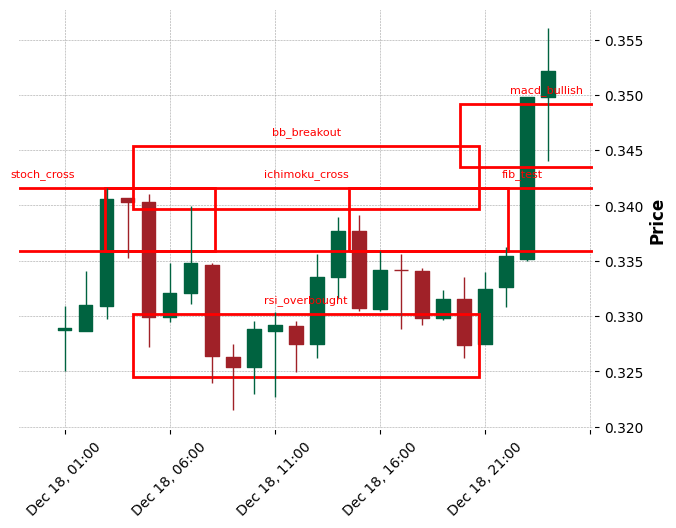 0.355
macd_bullish
0.350
bb_breakout
0.345
stoch_cross
ichimoku_cross
fib_test
0.340
Price
0.335
rsi_overbought
0.330
0.325
0.320
Dec 18, 01:00
Dec 18, 06:00
Dec 18, 11:00
Dec 18, 16:00
Dec 18, 21:00